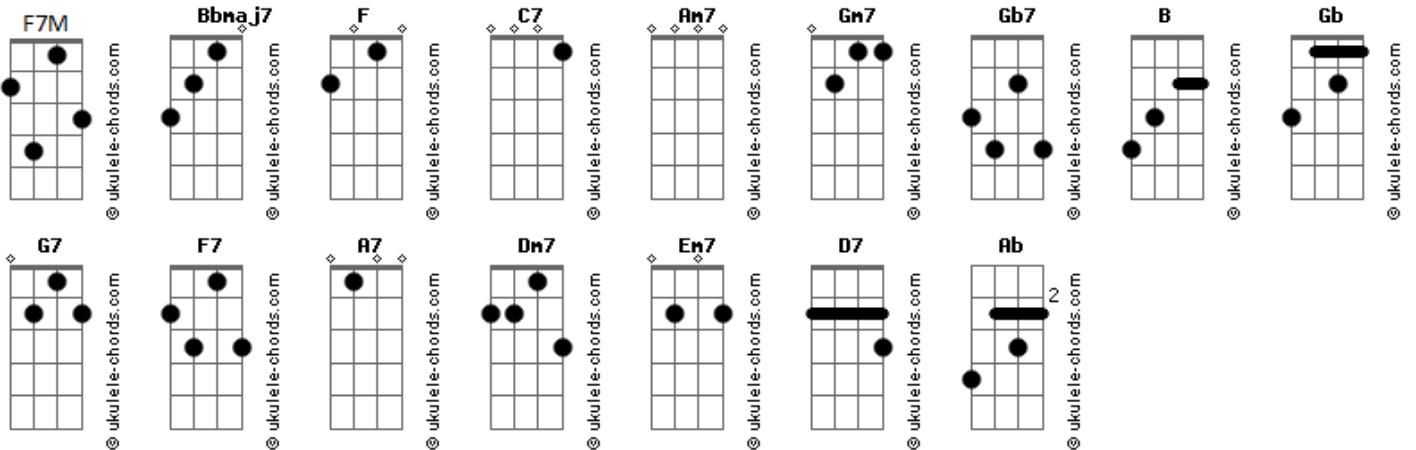 F7M Bbmaj7 F C7 Am7 Gm7 Gb7 B Gb
© ukulele-chords.com © ukulele-chords.com © ukulele-chords.com © ukulele-chords.com © ukulele-chords.com © ukulele-chords.com © ukulele-chords.com © ukulele-chords.com © ukulele-chords.com
G7 F7 A7 Dm7 Em7 D7 Ab
2
© ukulele-chords.com © ukulele-chords.com © ukulele-chords.com © ukulele-chords.com © ukulele-chords.com © ukulele-chords.com © ukulele-chords.com